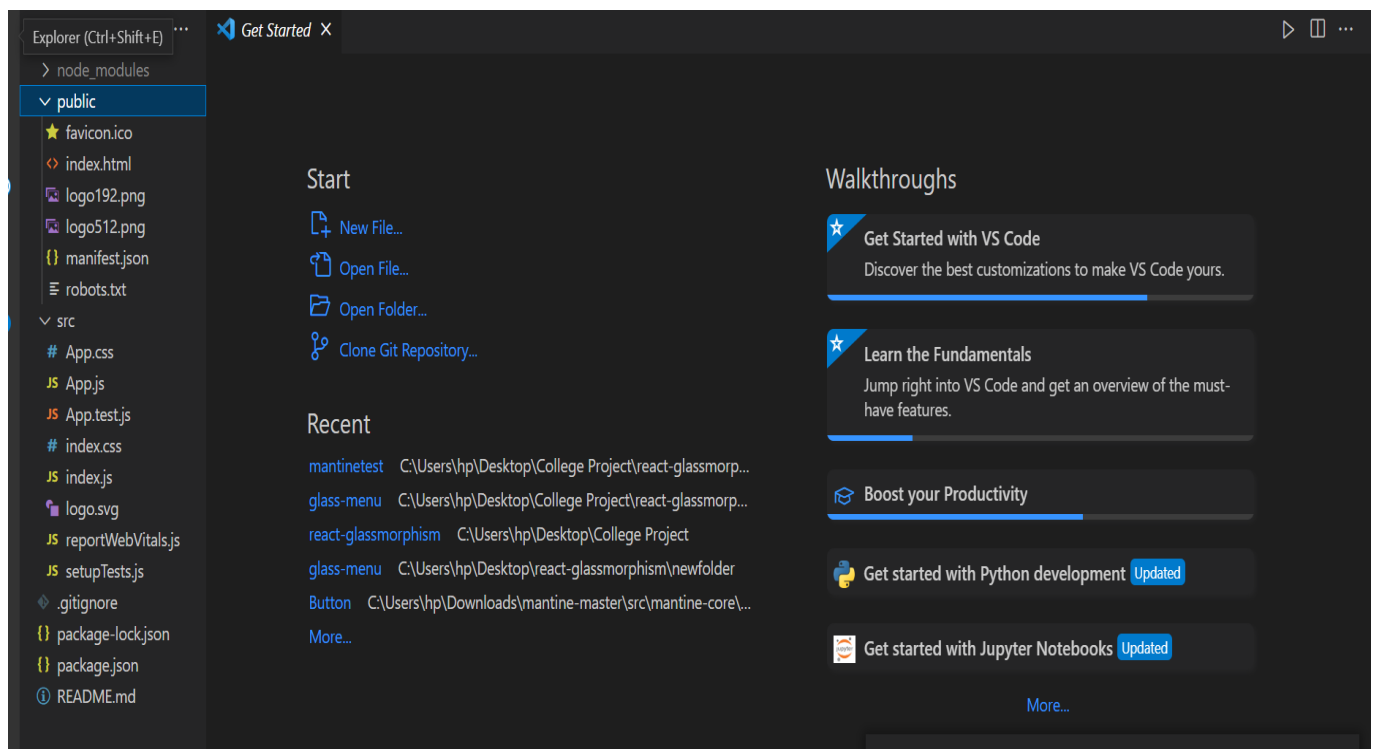 Explorer (Ctrl+Shift+E)
···
Get Started
···
node_modules
public
favicon.ico
index.html
logo192.png
logo512.png
{} manifest.json
robots.txt
src
# App.css
JS App.js
JS App.test.js
# index.css
JS index.js
logo.svg
JS reportWebVitals.js
JS setupTests.js
.gitignore
{} package-lock.json
{} package.json
README.md
Start
New File...
Open File...
Open Folder...
Clone Git Repository...
Recent
mantinetest C:\Users\hp\Desktop\College Project\react-glassmorp...
glass-menu C:\Users\hp\Desktop\College Project\react-glassmorp...
react-glassmorphism C:\Users\hp\Desktop\College Project
glass-menu C:\Users\hp\Desktop\react-glassmorphism\newfolder
Button C:\Users\hp\Downloads\mantine-master\src\mantine-core\...
More...
Walkthroughs
Get Started with VS Code
Discover the best customizations to make VS Code yours.
Learn the Fundamentals
Jump right into VS Code and get an overview of the must-
have features.
Boost your Productivity
Get started with Python development Updated
Get started with Jupyter Notebooks Updated
More...